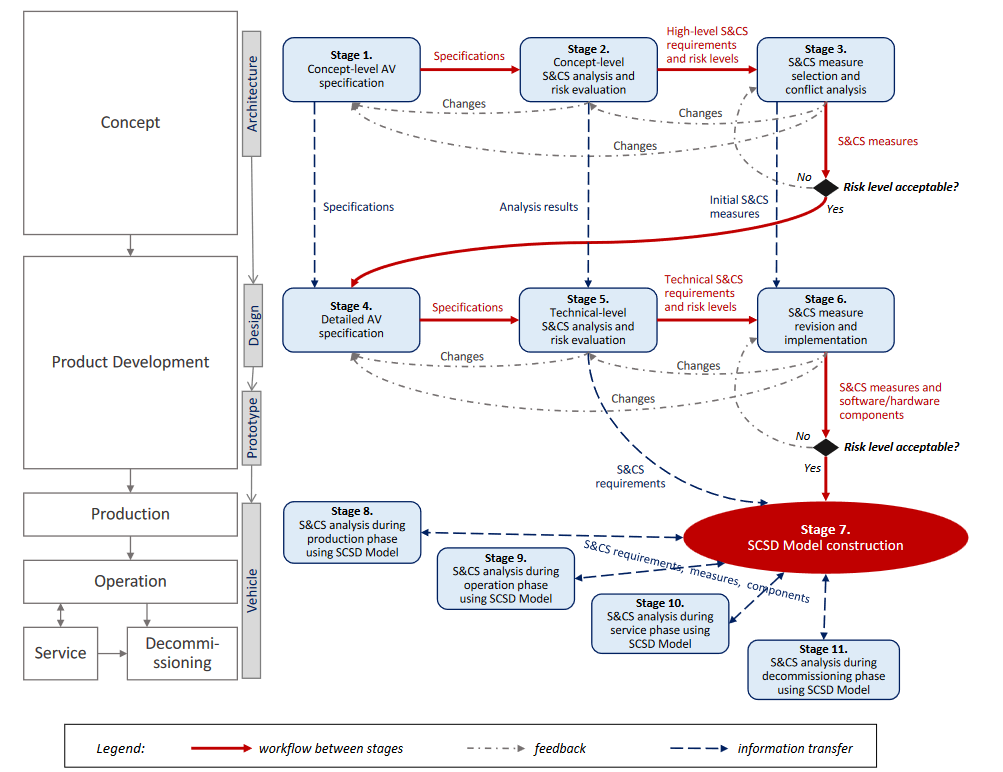 Concept
Product Development
Production
Operation
Service
Decommi-
ssioning
Architecture
Design
Prototype
Vehicle
Stage 1.
Concept-level AV
specification
Specifications
Stage 2.
Concept-level
S&CS analysis and
risk evaluation
High-level S&CS
requirements
and risk levels
Stage 3.
S&CS measure
selection and
conflict analysis
Changes
Changes
Changes
S&CS measures
No
Risk level acceptable?
Yes
Specifications
Analysis results
Initial S&CS
measures
Stage 4.
Detailed AV
specification
Specifications
Stage 5.
Technical-level
S&CS analysis and
risk evaluation
Technical S&CS
requirements
and risk levels
Stage 6.
S&CS measure
revision and
implementation
Changes
Changes
Changes
S&CS measures and
software/hardware
components
No
Risk level acceptable?
Yes
S&CS
requirements
Stage 7.
SCSD Model construction
Stage 8.
S&CS analysis during
production phase
using SCSD Model
S&CS requirements, measures, components
Stage 9.
S&CS analysis during
operation phase
using SCSD Model
Stage 10.
S&CS analysis during
service phase using
SCSD Model
Stage 11.
S&CS analysis during
decommissioning phase
using SCSD Model
Legend:
workflow between stages
feedback
information transfer